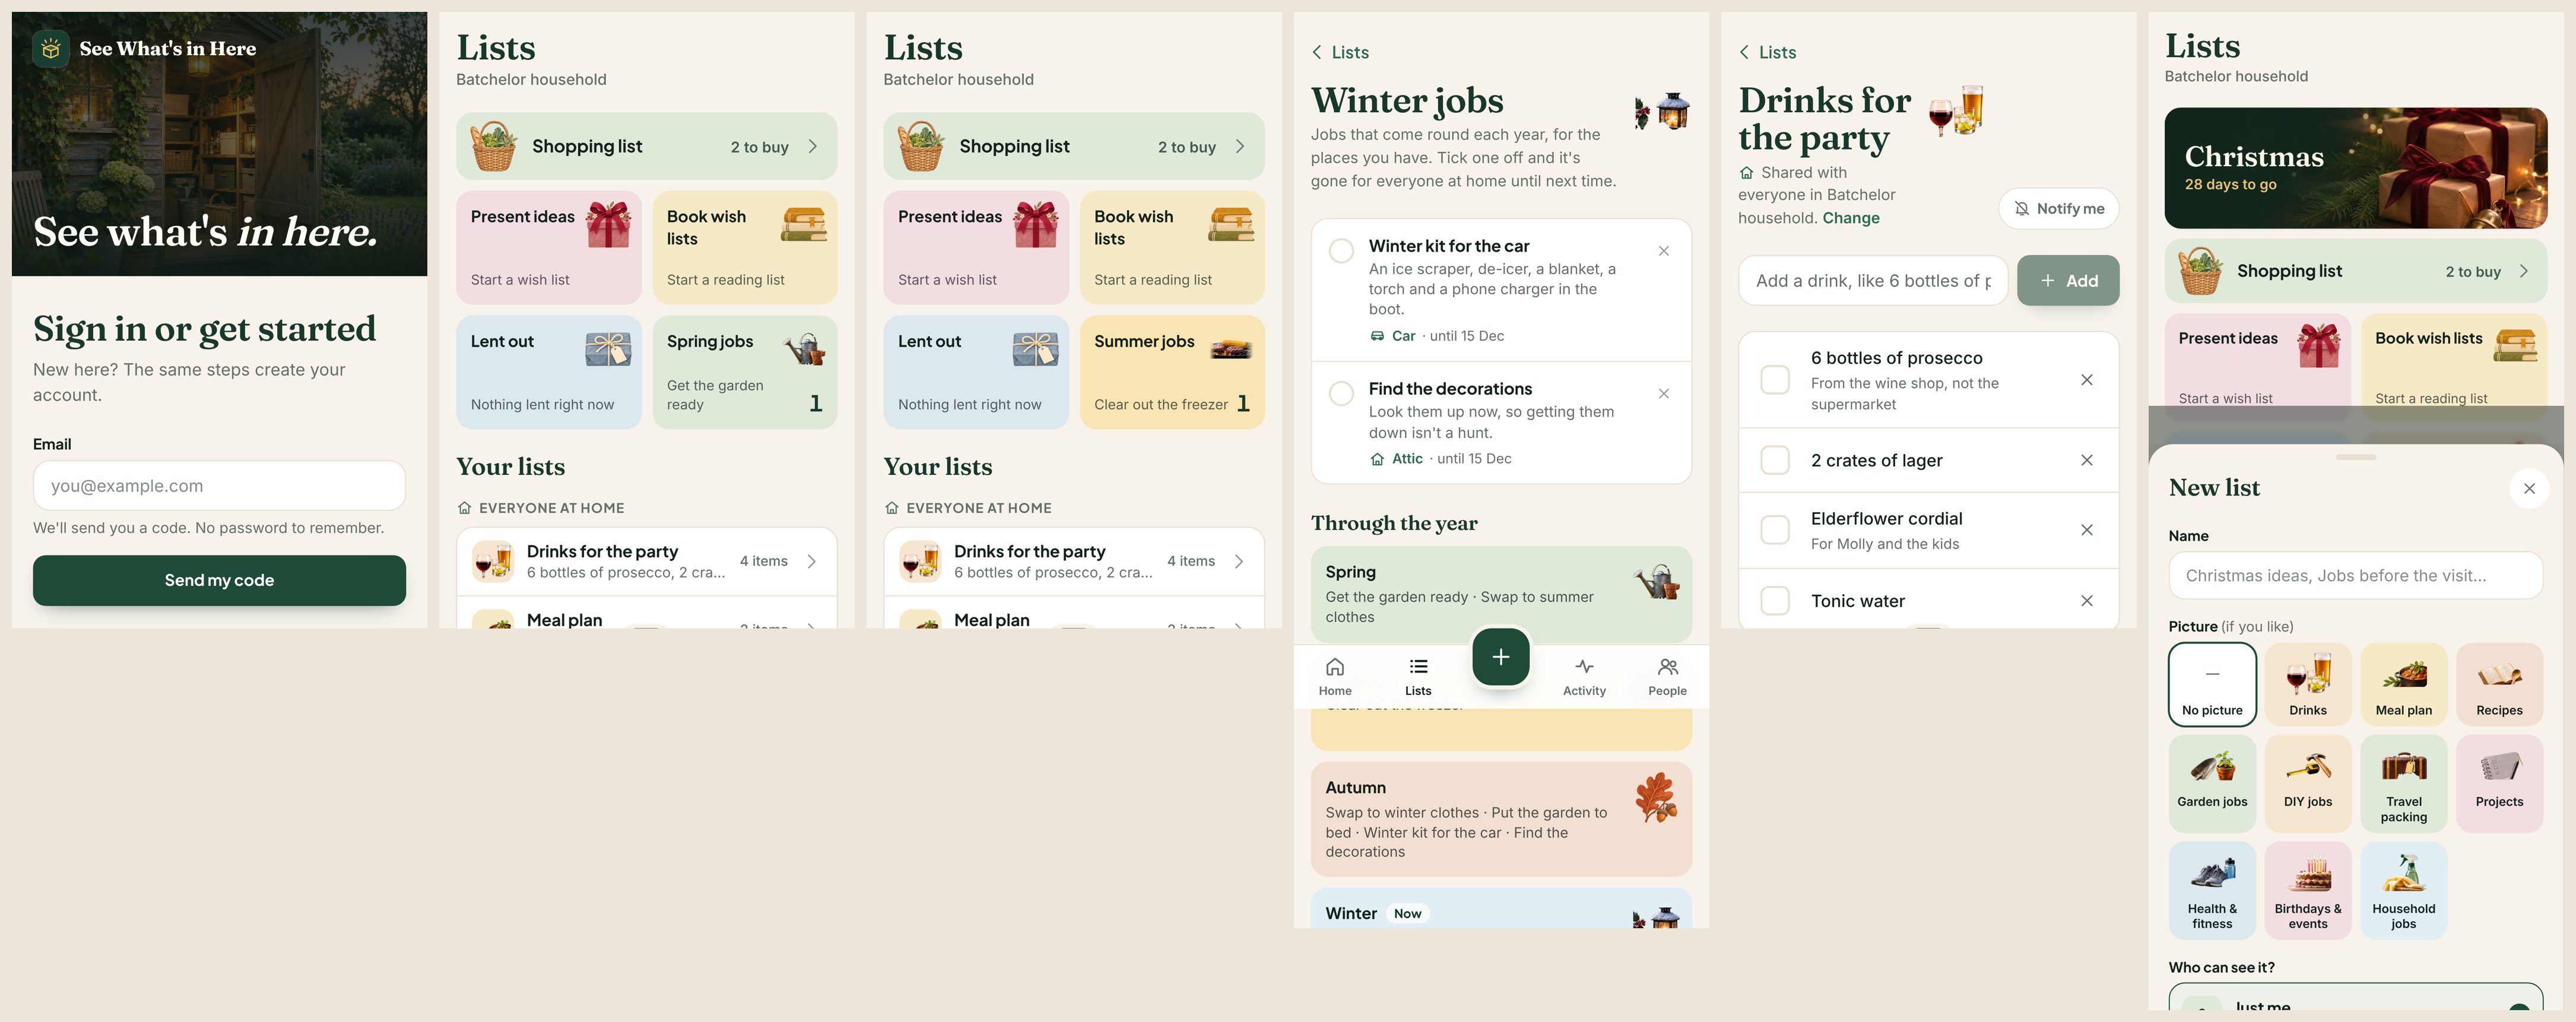 See What's in Here
See what's in here.
Sign in or get started
New here? The same steps create your
account.
Email
you@example.com
We'll send you a code. No password to remember.
Send my code
Lists
Batchelor household
Shopping list
2 to buy
Present ideas
Start a wish list
Book wish
lists
Start a reading list
Lent out
Nothing lent right now
Spring jobs
Get the garden
ready
1
Your lists
EVERYONE AT HOME
Drinks for the party
6 bottles of prosecco, 2 cra...
4 items
Meal plan
Lists
Batchelor household
Shopping list
2 to buy
Present ideas
Start a wish list
Book wish
lists
Start a reading list
Lent out
Nothing lent right now
Summer jobs
Clear out the freezer
1
Your lists
EVERYONE AT HOME
Drinks for the party
6 bottles of prosecco, 2 cra...
4 items
Meal plan
Lists
Winter jobs
Jobs that come round each year, for the
places you have. Tick one off and it's
gone for everyone at home until next time.
Winter kit for the car
An ice scraper, de-icer, a blanket, a
torch and a phone charger in the
boot.
Car · until 15 Dec
Find the decorations
Look them up now, so getting them
down isn't a hunt.
Attic · until 15 Dec
Through the year
Spring
Get the garden ready · Swap to summer
clothes
Home
Lists
Activity
People
Autumn
Swap to winter clothes · Put the garden to
bed · Winter kit for the car · Find the
decorations
Winter
Now
Lists
Drinks for
the party
Shared with
everyone in Batchelor
household. Change
Notify me
Add a drink, like 6 bottles of p
+ Add
6 bottles of prosecco
From the wine shop, not the
supermarket
2 crates of lager
Elderflower cordial
For Molly and the kids
Tonic water
Lists
Batchelor household
Christmas
28 days to go
Shopping list
2 to buy
Present ideas
Start a wish list
Book wish lists
Start a reading list
New list
Name
Christmas ideas, Jobs before the visit...
Picture (if you like)
No picture
Drinks
Meal plan
Recipes
Garden jobs
DIY jobs
Travel
packing
Projects
Health &
fitness
Birthdays &
events
Household
jobs
Who can see it?
Just me